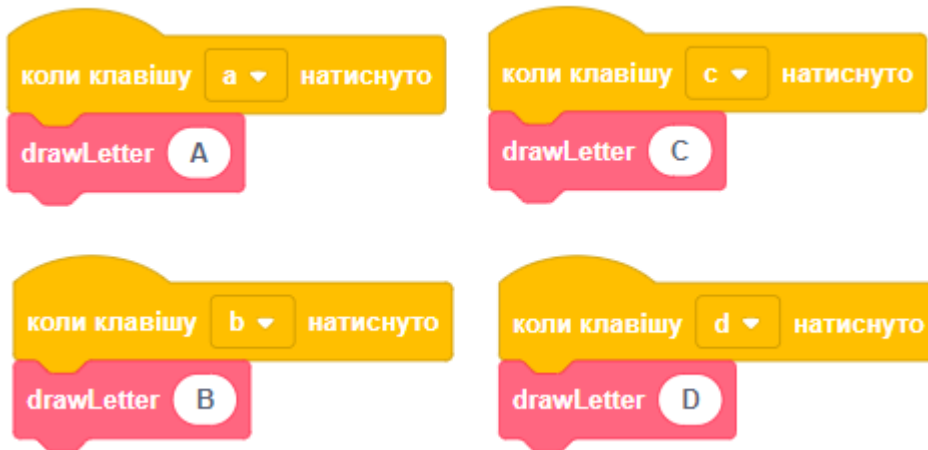 коли клавішу a натиснуто
drawLetter A
коли клавішу c натиснуто
drawLetter C
коли клавішу b натиснуто
drawLetter B
коли клавішу d натиснуто
drawLetter D